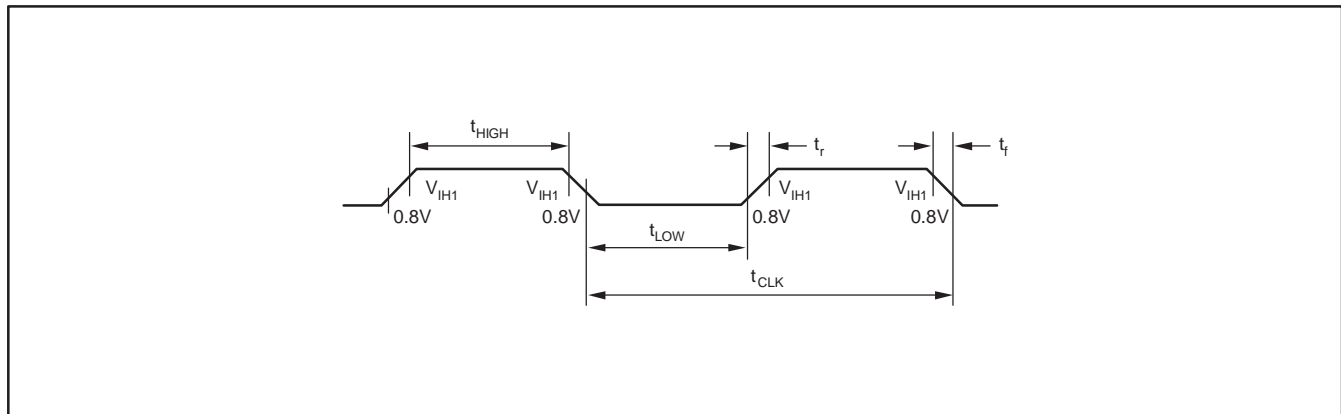 tHIGH
tr
tf
VIH1 VIH1 VIH1 VIH1
0.8V 0.8V 0.8V 0.8V
tLOW
tCLK